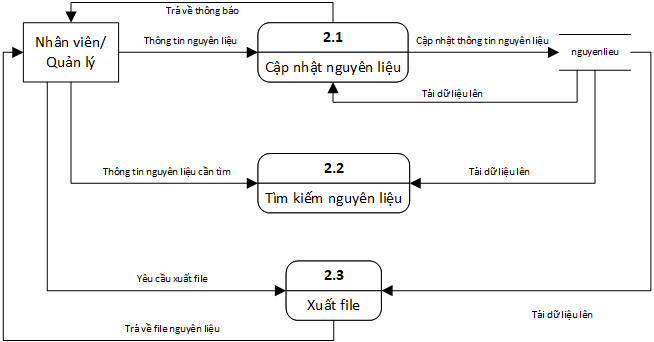 Trả về thông báo
Nhân viên/
Quản lý
Thông tin nguyên liệu
2.1
Cập nhật nguyên liệu
Cập nhật thông tin nguyên liệu
nguyenlieu
Tải dữ liệu lên
2.2
Tìm kiếm nguyên liệu
Thông tin nguyên liệu cần tìm
Tải dữ liệu lên
2.3
Xuất file
Yêu cầu xuất file
Tải dữ liệu lên
Trả về file nguyên liệu